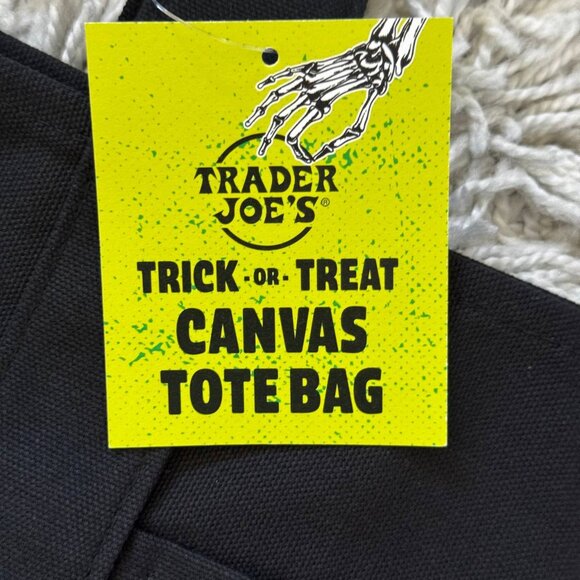 TRADER
JOE'S®
TRICK -OR- TREAT
CANVAS
TOTE BAG